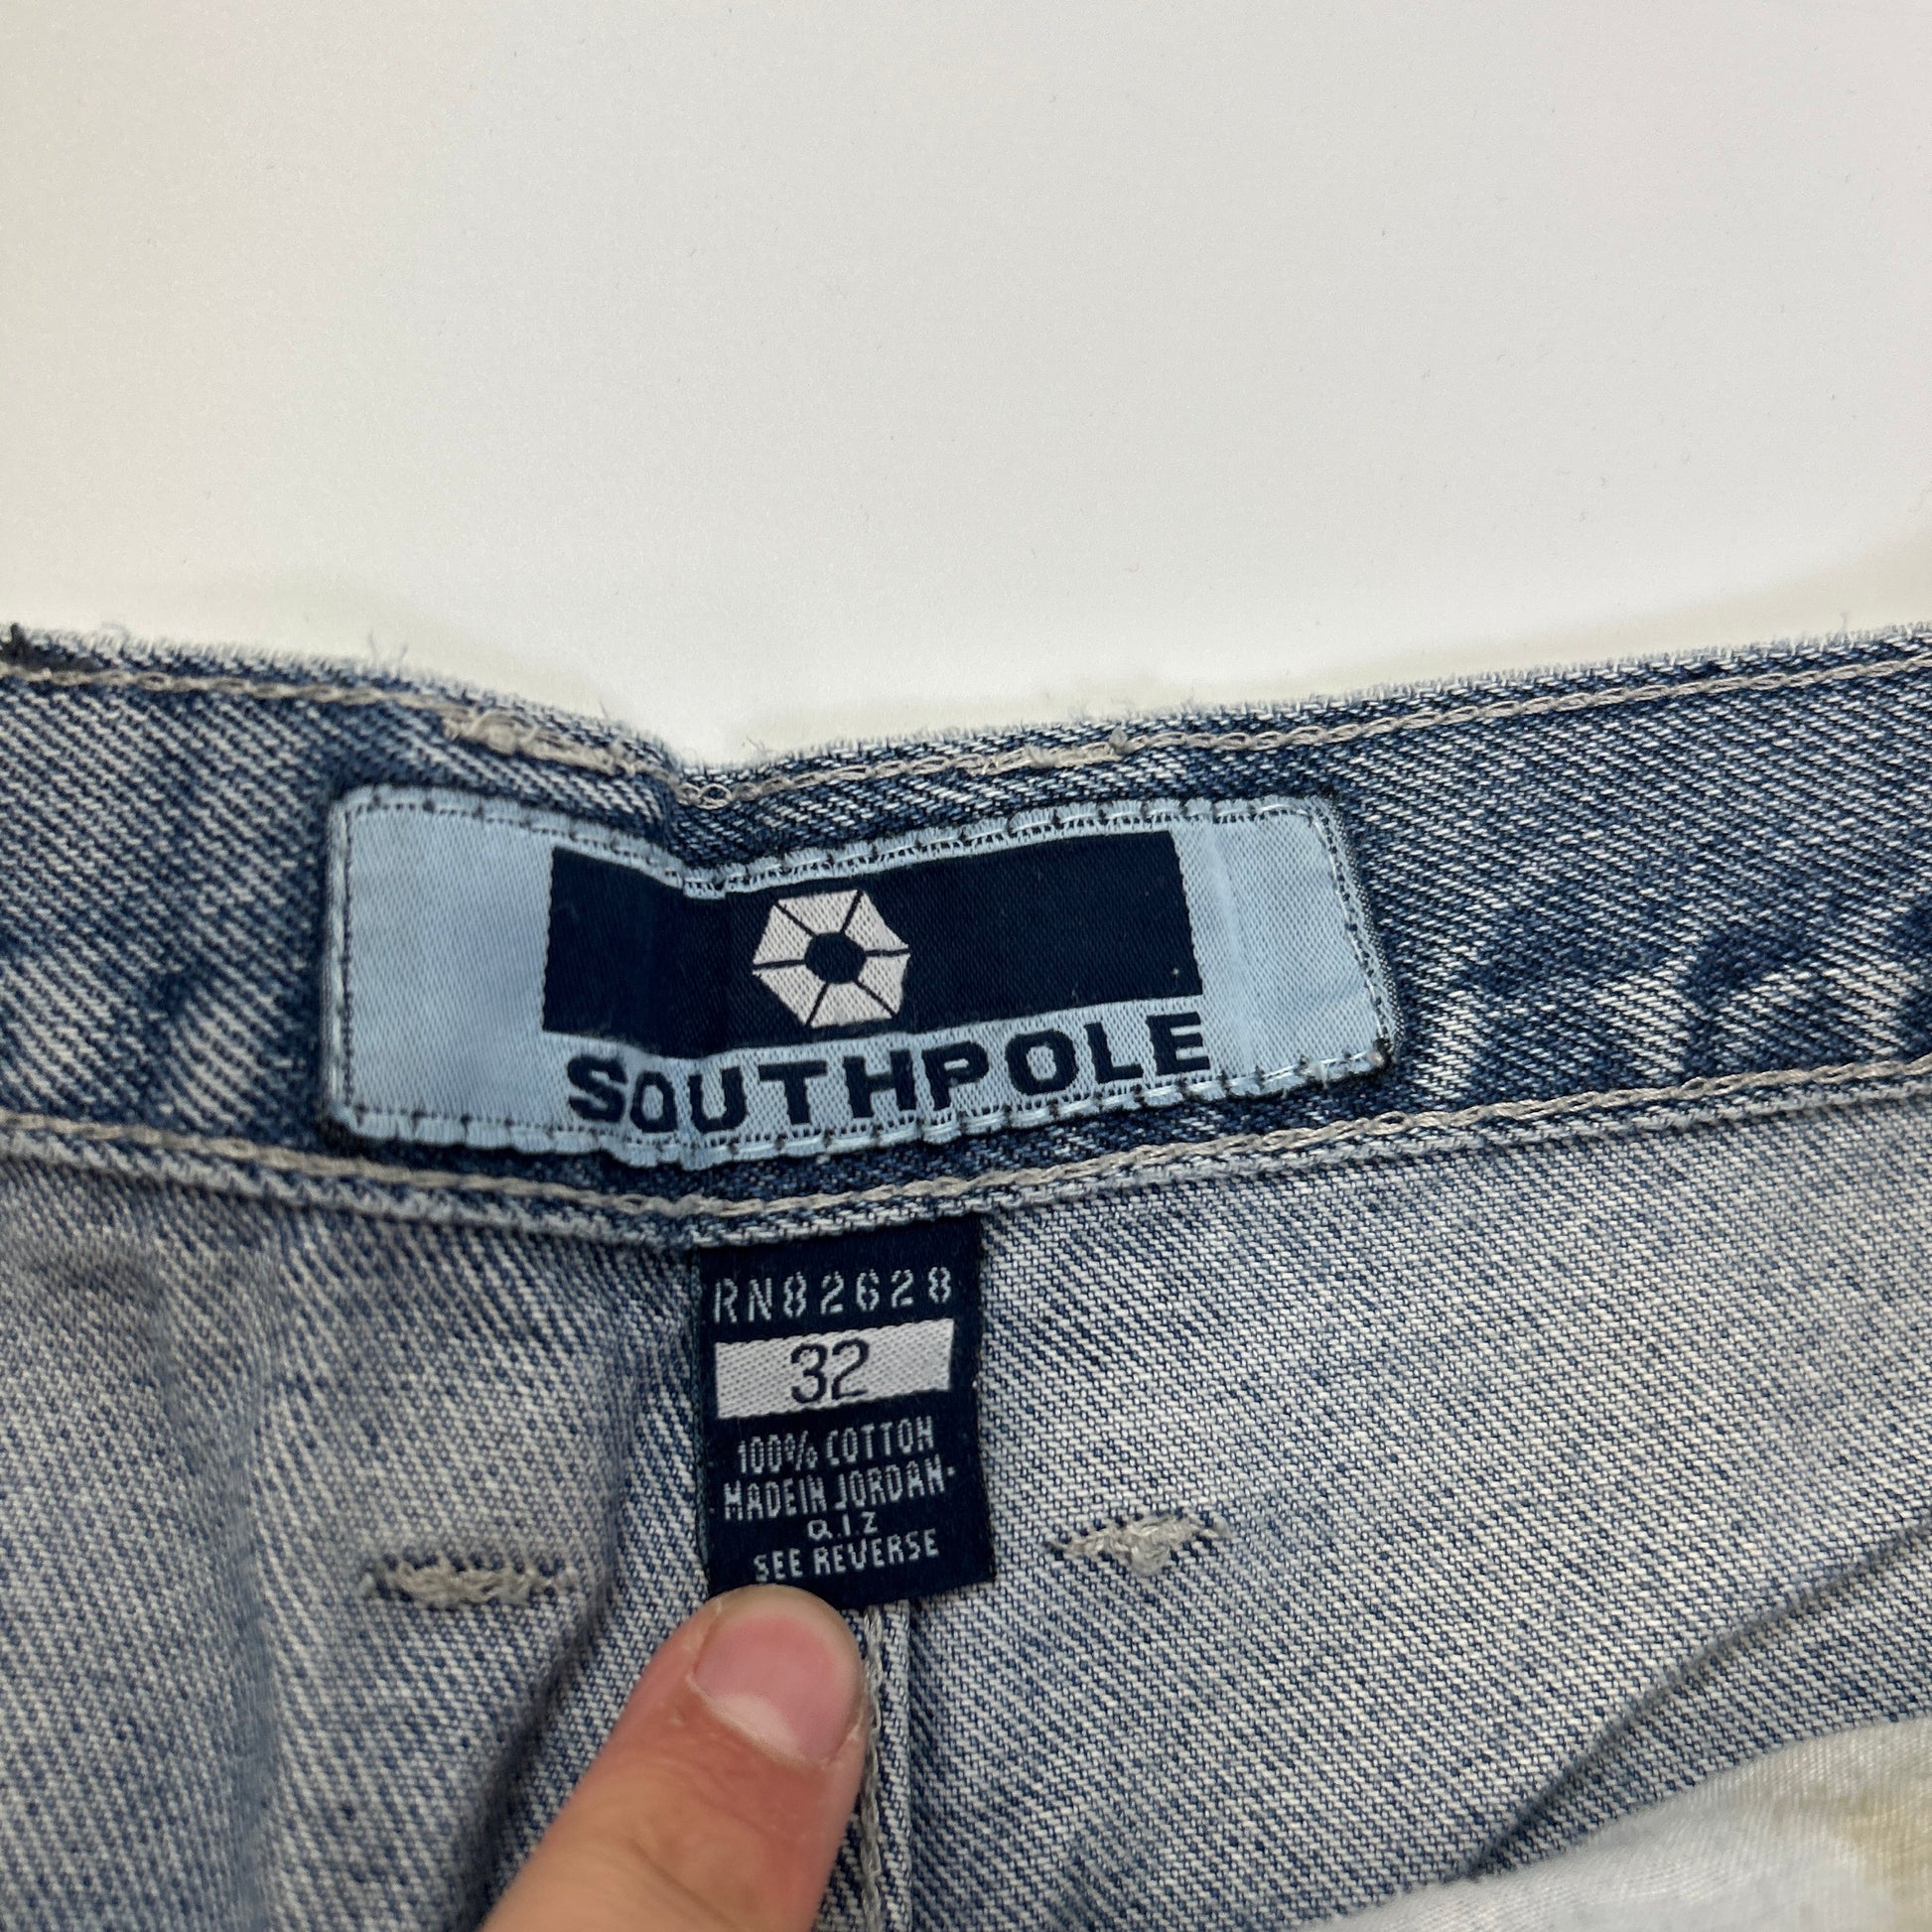 SOUTHPOLE
RN82628
32
100% COTTON
MADE IN JORDAN-
Q.I.Z
SEE REVERSE